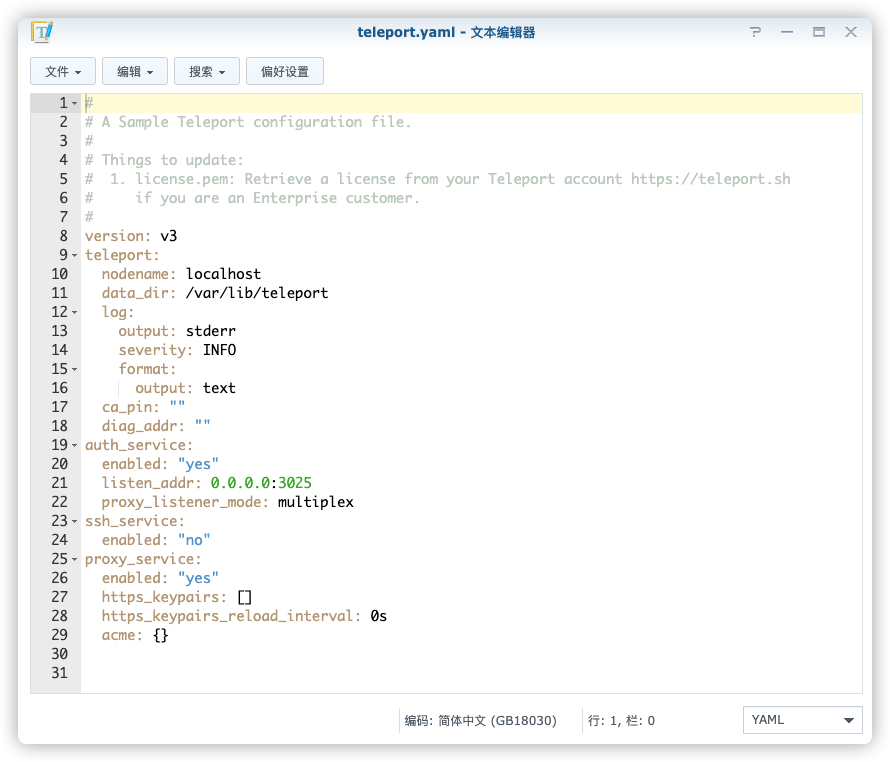 teleport.yaml - 文本编辑器
文件 编辑 搜索 偏好设置
1 #
2 # A Sample Teleport configuration file.
3 #
4 # Things to update:
5 #  1. license.pem: Retrieve a license from your Teleport account https://teleport.sh
6 #     if you are an Enterprise customer.
7 #
8 version: v3
9 teleport:
10   nodename: localhost
11   data_dir: /var/lib/teleport
12   log:
13     output: stderr
14     severity: INFO
15     format:
16       output: text
17   ca_pin: ""
18   diag_addr: ""
19 auth_service:
20   enabled: "yes"
21   listen_addr: 0.0.0.0:3025
22   proxy_listener_mode: multiplex
23 ssh_service:
24   enabled: "no"
25 proxy_service:
26   enabled: "yes"
27   https_keypairs: []
28   https_keypairs_reload_interval: 0s
29   acme: {}
30
31
编码: 简体中文 (GB18030) 行: 1, 栏: 0 YAML